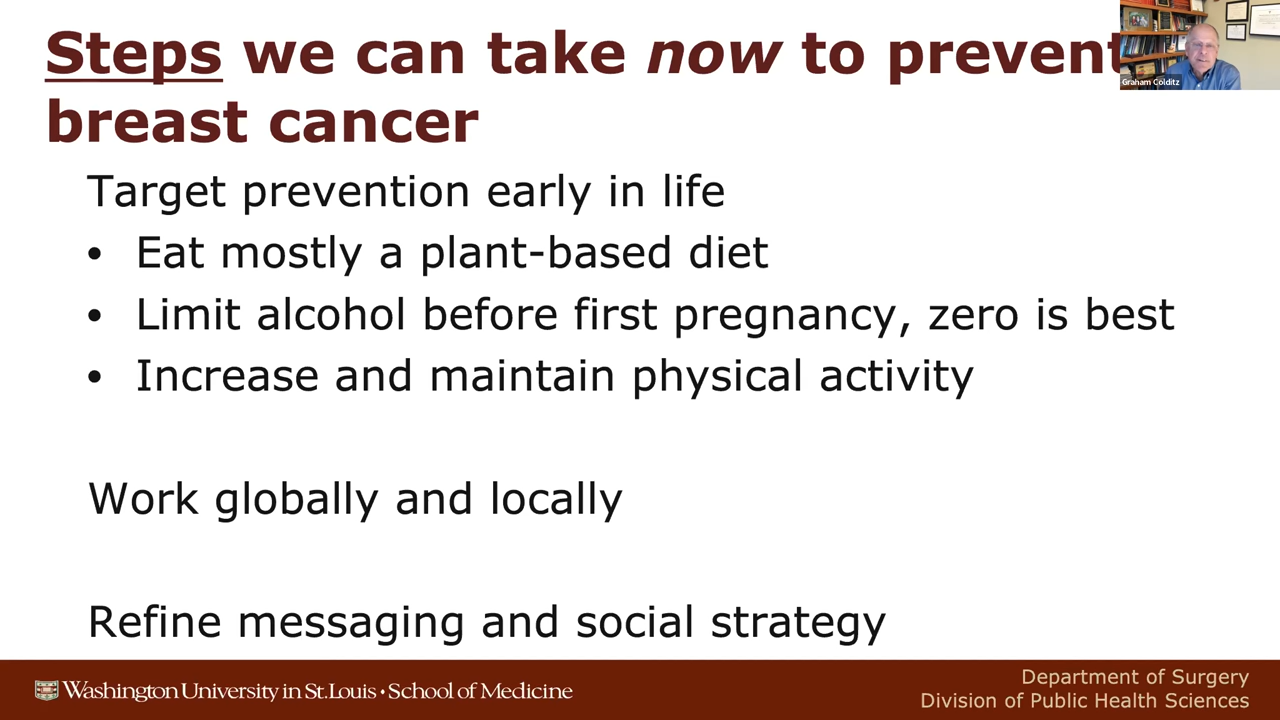 Steps we can take now to prevent
breast cancer
Graham Colditz
Target prevention early in life
• Eat mostly a plant-based diet
• Limit alcohol before first pregnancy, zero is best
• Increase and maintain physical activity
Work globally and locally
Refine messaging and social strategy
Washington University in St. Louis • School of Medicine
Department of Surgery
Division of Public Health Sciences